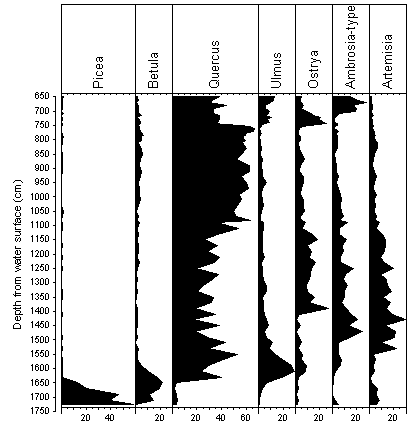 Picea
Betula
Quercus
Ulmus
Ostrya
Ambrosia-type
Artemisia
Depth from water surface (cm)
650
700
750
800
850
900
950
1000
1050
1100
1150
1200
1250
1300
1350
1400
1450
1500
1550
1600
1650
1700
1750
20 20 20 40 60 20 20 20 20